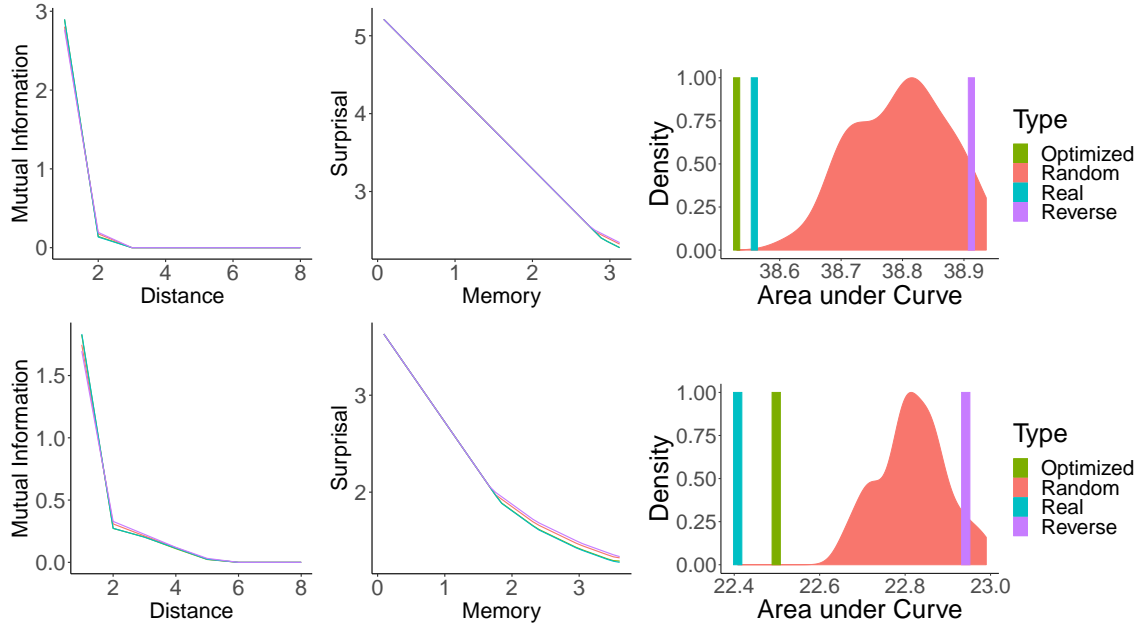 3
2
1
0
Mutual Information
2
4
6
8
Distance
5
4
3
Surprisal
0
1
2
3
Memory
1.00
0.75
0.50
0.25
0.00
Density
38.6
38.7
38.8
38.9
Area under Curve
Type
Optimized
Random
Real
Reverse
1.5
1.0
0.5
0.0
Mutual Information
2
4
6
8
Distance
3
2
Surprisal
0
1
2
3
Memory
1.00
0.75
0.50
0.25
0.00
Density
22.4
22.6
22.8
23.0
Area under Curve
Type
Optimized
Random
Real
Reverse